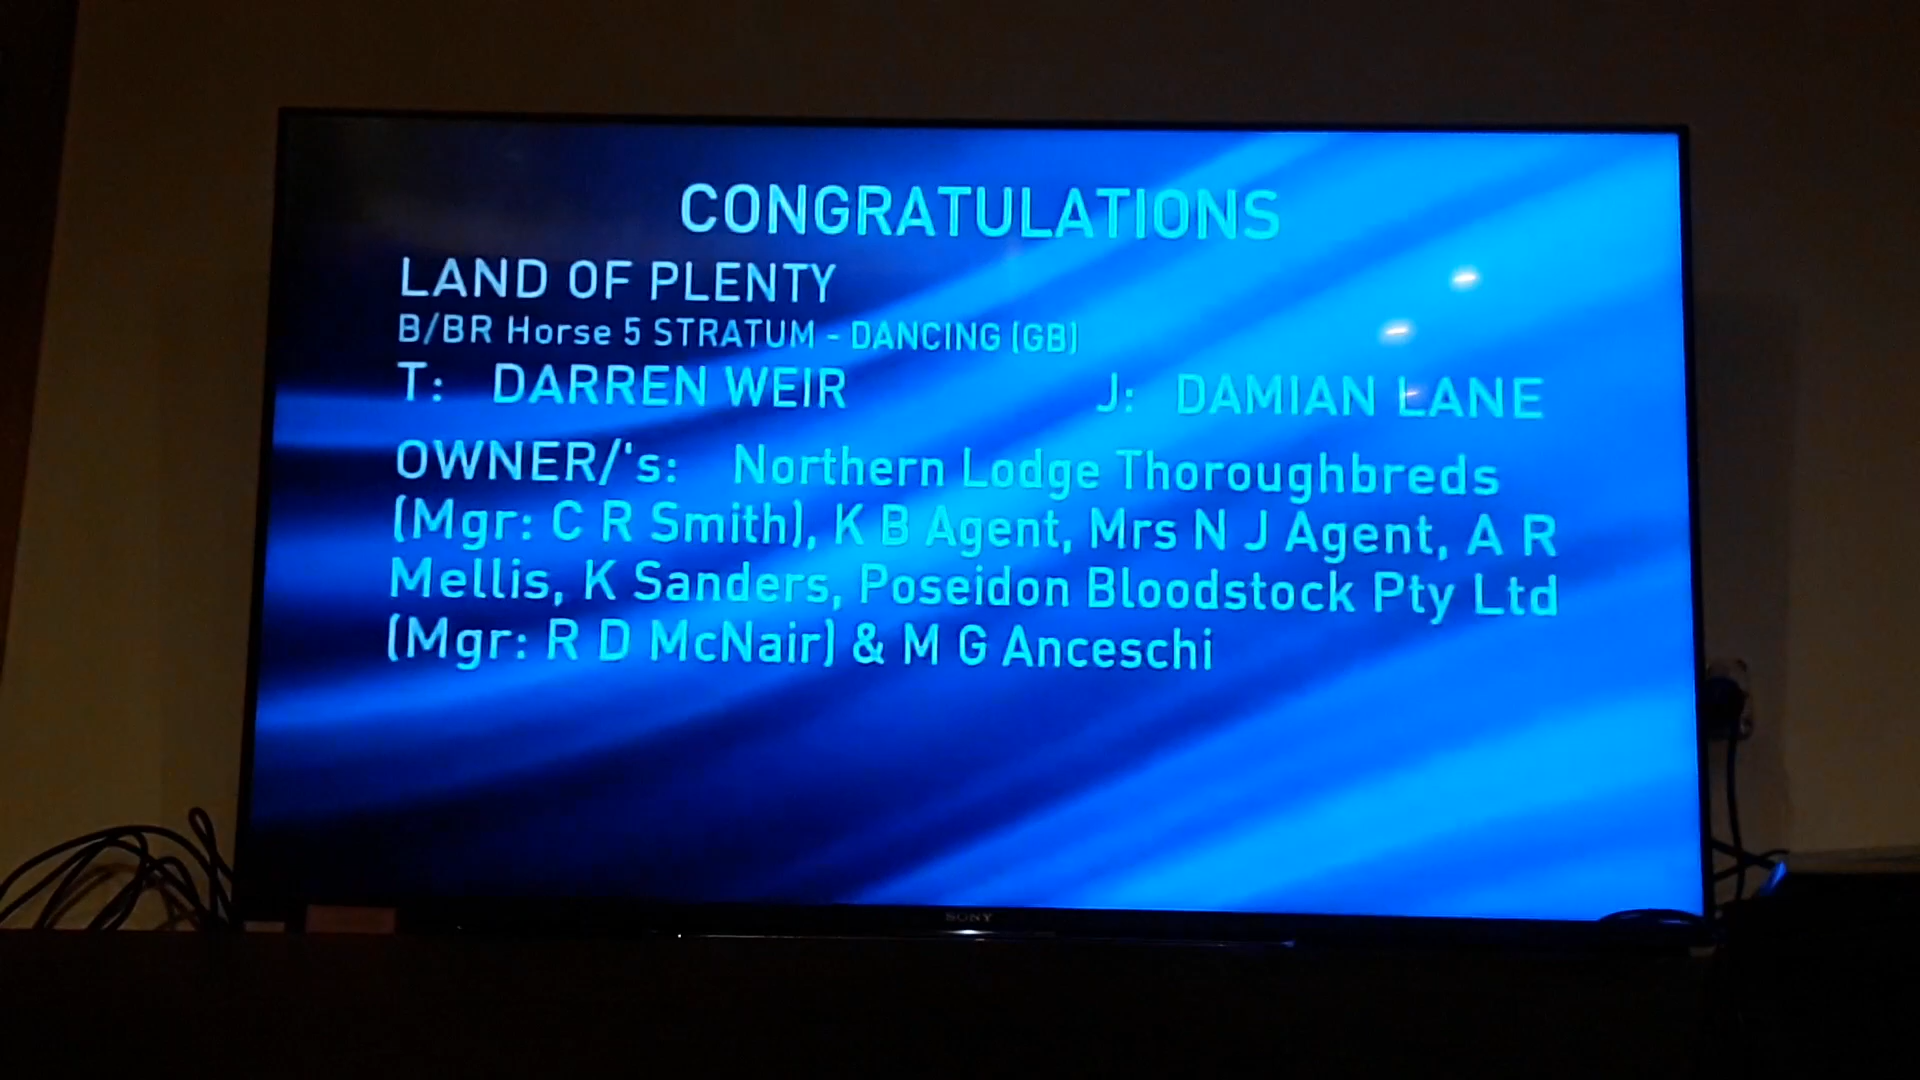 CONGRATULATIONS
LAND OF PLENTY
B/BR Horse 5 STRATUM - DANCING (GB)
T: DARREN WEIR J: DAMIAN LANE
OWNER/'s: Northern Lodge Thoroughbreds
(Mgr: C R Smith), K B Agent, Mrs N J Agent, A R
Mellis, K Sanders, Poseidon Bloodstock Pty Ltd
(Mgr: R D McNair) & M G Anceschi
SONY